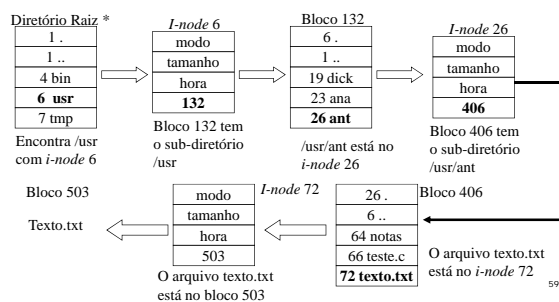 Diretório Raiz *
1 .
1 ..
4 bin
6 usr
7 tmp
Encontra /usr
com i-node 6
I-node 6
modo
tamanho
hora
132
Bloco 132 tem
o sub-diretório
/usr
Bloco 132
6 .
1 ..
19 dick
23 ana
26 ant
/usr/ant está no
i-node 26
I-node 26
modo
tamanho
hora
406
Bloco 406 tem
o sub-diretório
/usr/ant
Bloco 406
26 .
6 ..
64 notas
66 teste.c
72 texto.txt
O arquivo texto.txt
está no i-node 72
I-node 72
modo
tamanho
hora
503
O arquivo texto.txt
está no bloco 503
Bloco 503
Texto.txt
59